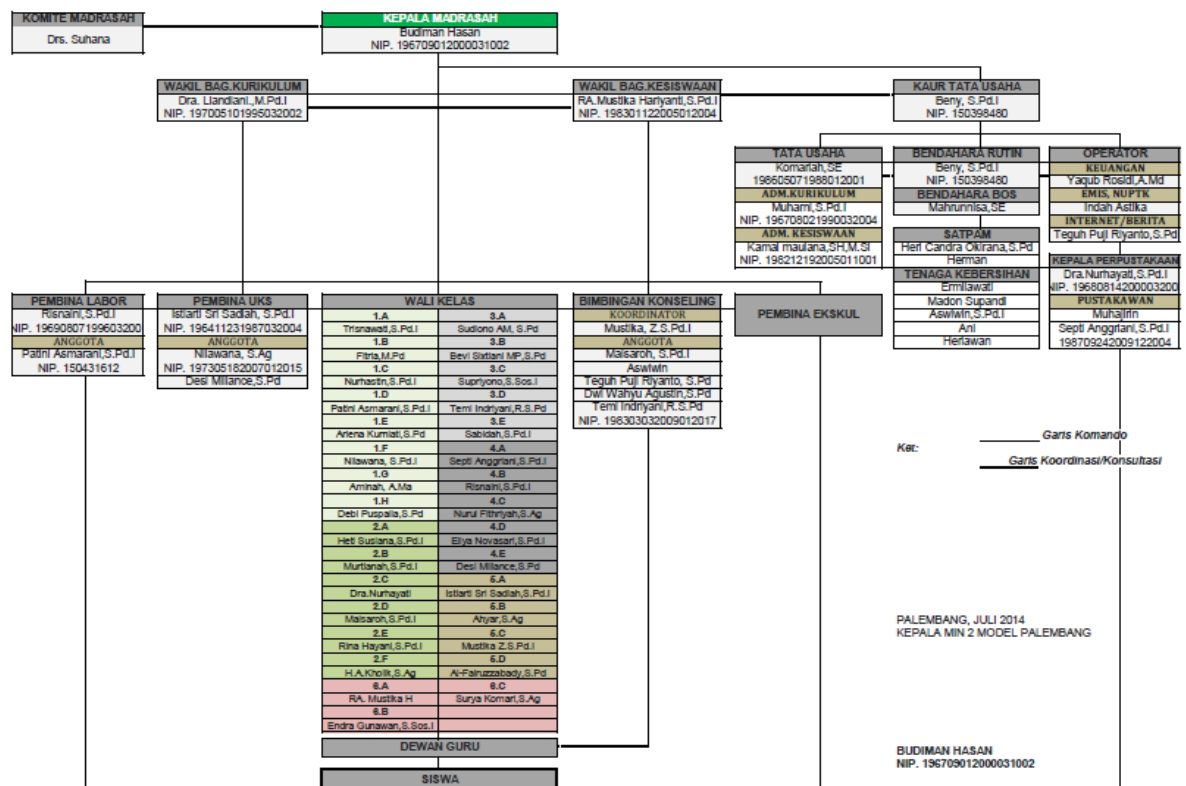 KOMITE MADRASAH
Drs. Suhana
KEPALA MADRASAH
Budiman Hasan
NIP. 196709012000031002
WAKIL BAG.KURIKULUM
Dra. Liandiani.,M.Pd.I
NIP. 197005101995032002
WAKIL BAG.KESISWAAN
RA.Mustika Hariyanti,S.Pd.I
NIP. 198301122005012004
KAUR TATA USAHA
Beny, S.Pd.I
NIP. 150398480
TATA USAHA
Komariah,SE
198605071988012001
ADM.KURIKULUM
Muhami,S.Pd.I
NIP. 196708021990032004
ADM. KESISWAAN
Kamal maulana,SH,M.SI
NIP. 198212192005011001
BENDAHARA RUTIN
Beny, S.Pd.I
NIP. 150398480
BENDAHARA BOS
Mahrunnisa,SE
SATPAM
Heri Candra Okirana,S.Pd
Herman
TENAGA KEBERSIHAN
Ermilawati
Madon Supandi
Aswiwin,S.Pd.I
Ani
Heriawan
OPERATOR
KEUANGAN
Yaqub Rosidi,A.Md
EMIS, NUPTK
Indah Astika
INTERNET/BERITA
Teguh Puji Riyanto,S.Pd
KEPALA PERPUSTAKAAN
Dra.Nurhayati,S.Pd.I
NIP. 19680814200003200
PUSTAKAWAN
Muhajirin
Septi Anggriani,S.Pd.I
198709242009122004
PEMBINA LABOR
Risnaini,S.Pd.I
NIP. 19690807199603200
ANGGOTA
Patini Asmarani,S.Pd.I
NIP. 150431612
PEMBINA UKS
Istiarti Sri Sadiah, S.Pd.I
NIP. 196411231987032004
ANGGOTA
Nilawana, S.Ag
NIP. 197305182007012015
Desi Miliance,S.Pd
WALI KELAS
1.A 3.A
Trisnawati,S.Pd.I Sudiono AM, S.Pd
1.B 3.B
Fitria,M.Pd Bevi Sixtiani MP,S.Pd
1.C 3.C
Nurhastin,S.Pd.I Supriyono,S.Sos.I
1.D 3.D
Patini Asmarani,S.Pd.I Temi Indriyani,R.S.Pd
1.E 3.E
Ariena Kurniati,S.Pd Sabidah,S.Pd.I
1.F 4.A
Nilawana, S.Pd.I Septi Anggriani,S.Pd.I
1.G 4.B
Aminah, A.Ma Risnaini,S.Pd.I
1.H 4.C
Debi Puspalia,S.Pd Nurul Fithriyah,S.Ag
2.A 4.D
Heti Susiana,S.Pd.I Eliya Novasari,S.Pd.I
2.B 4.E
Murtianah,S.Pd.I Desi Miliance,S.Pd
2.C 5.A
Dra.Nurhayati Istiarti Sri Sadiah,S.Pd.I
2.D 5.B
Maisaroh,S.Pd.I Ahyar,S.Ag
2.E 5.C
Rina Hayani,S.Pd.I Mustika Z.S.Pd.I
2.F 5.D
H.A.Kholik,S.Ag Al-Fairuzzabady,S.Pd
6.A 6.C
RA. Mustika H Surya Komari,S.Ag
6.B
Endra Gunawan,S.Sos.I
DEWAN GURU
SISWA
BIMBINGAN KONSELING
KOORDINATOR
Mustika, Z.S.Pd.I
ANGGOTA
Maisaroh, S.Pd.I
Aswiwin
Teguh Puji Riyanto, S.Pd
Dwi Wahyu Agustin,S.Pd
Temi Indriyani,R.S.Pd
NIP. 198303032009012017
PEMBINA EKSKUL
Ket:
Garis Komando
Garis Koordinasi/Konsultasi
PALEMBANG, JULI 2014
KEPALA MIN 2 MODEL PALEMBANG
BUDIMAN HASAN
NIP. 196709012000031002